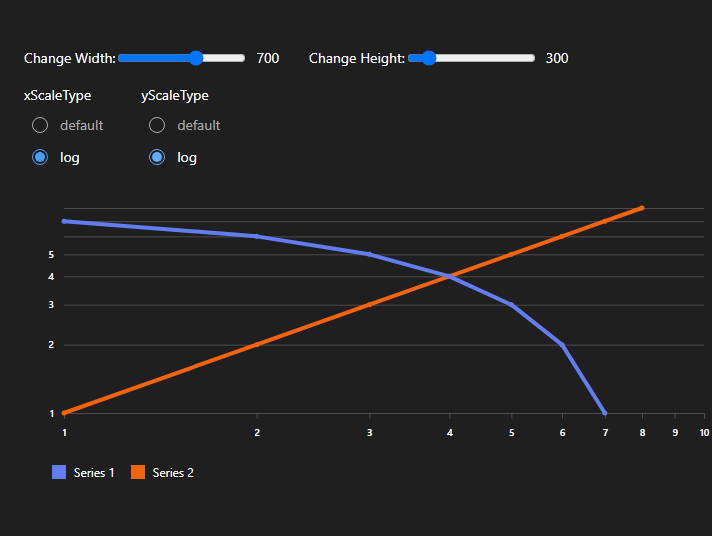 Change Width: 700 Change Height: 300
xScaleType yScaleType
default default
log log
5
4
3
2
1
1 2 3 4 5 6 7 8 9 10
Series 1 Series 2